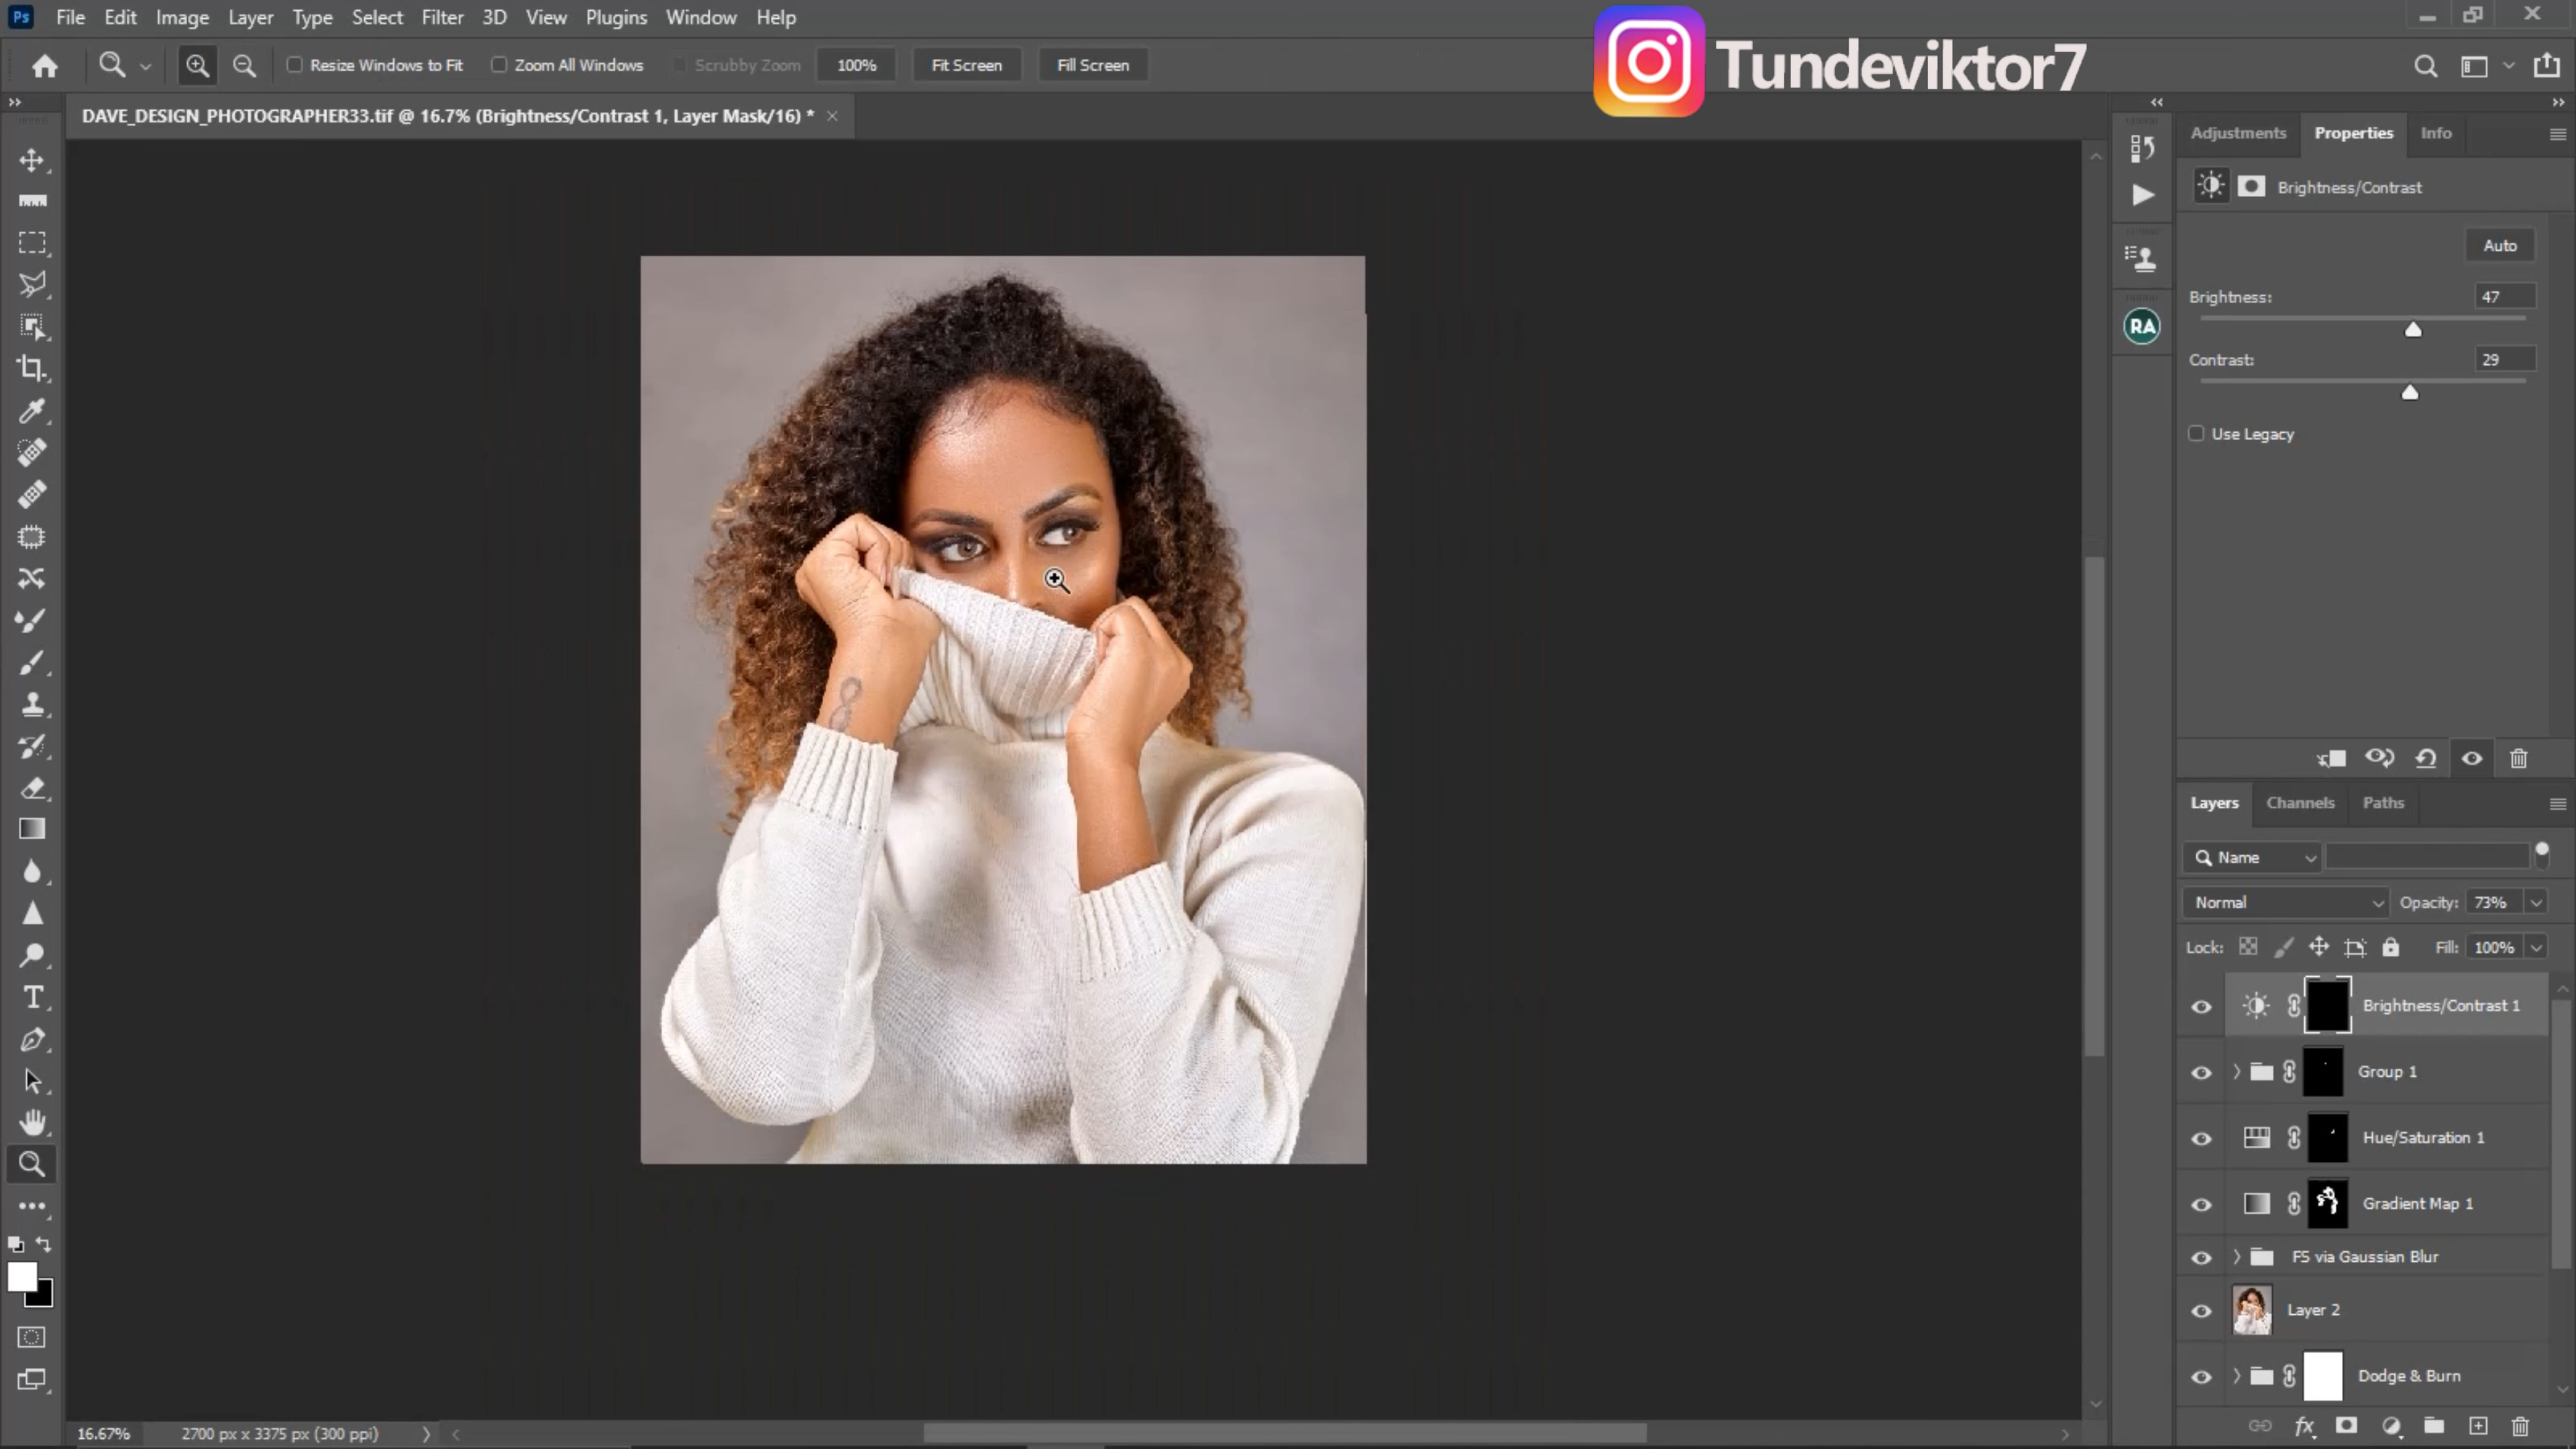 Ps File Edit Image Layer Type Select Filter 3D View Plugins Window Help
Resize Windows to Fit Zoom All Windows Scrubby Zoom 100% Fit Screen Fill Screen
Tundeviktor7
DAVE_DESIGN_PHOTOGRAPHER33.tif @ 16.7% (Brightness/Contrast 1, Layer Mask/16) *
Adjustments Properties Info
Brightness/Contrast
Auto
Brightness: 47
RA
Contrast: 29
Use Legacy
Layers Channels Paths
Name
Normal Opacity: 73%
Lock: Fill: 100%
Brightness/Contrast 1
Group 1
Hue/Saturation 1
Gradient Map 1
FS via Gaussian Blur
Layer 2
Dodge & Burn
fx
16.67% 2700 px x 3375 px (300 ppi)